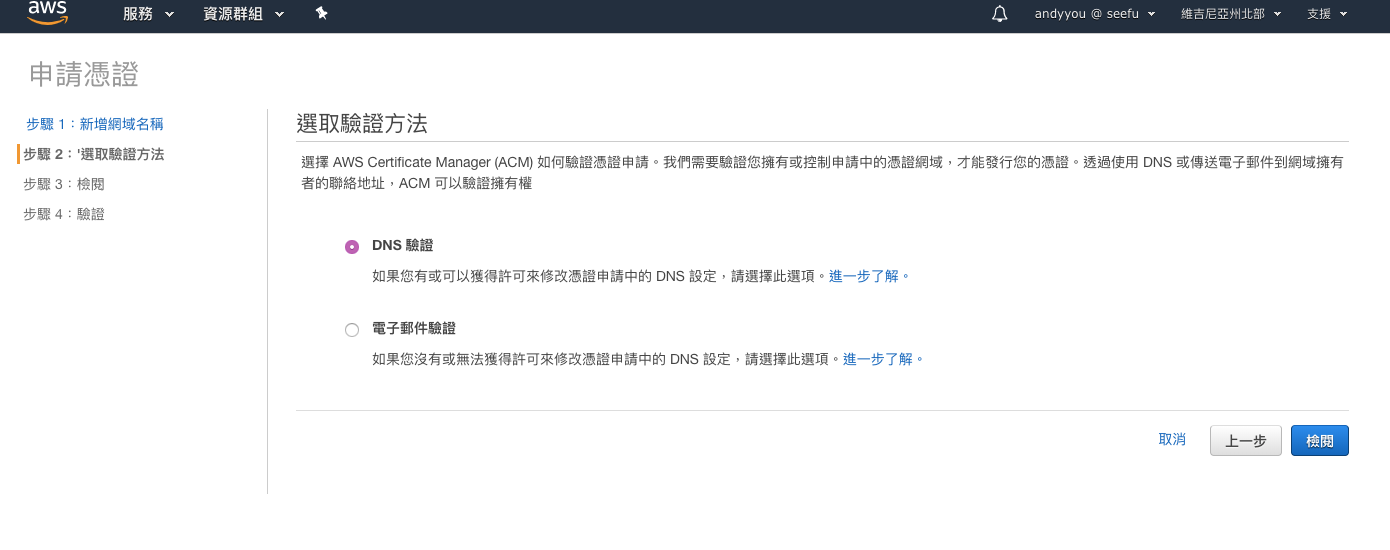 aws 服務 資源群組 andyyou @ seefu 維吉尼亞州北部 支援
申請憑證
步驟 1：新增網域名稱
步驟 2：'選取驗證方法
步驟 3：檢閱
步驟 4：驗證
選取驗證方法
選擇 AWS Certificate Manager (ACM) 如何驗證憑證申請。我們需要驗證您擁有或控制申請中的憑證網域，才能發行您的憑證。透過使用 DNS 或傳送電子郵件到網域擁有
者的聯絡地址，ACM 可以驗證擁有權
DNS 驗證
如果您有或可以獲得許可來修改憑證申請中的 DNS 設定，請選擇此選項。進一步了解。
電子郵件驗證
如果您沒有或無法獲得許可來修改憑證申請中的 DNS 設定，請選擇此選項。進一步了解。
取消 上一步 檢閱